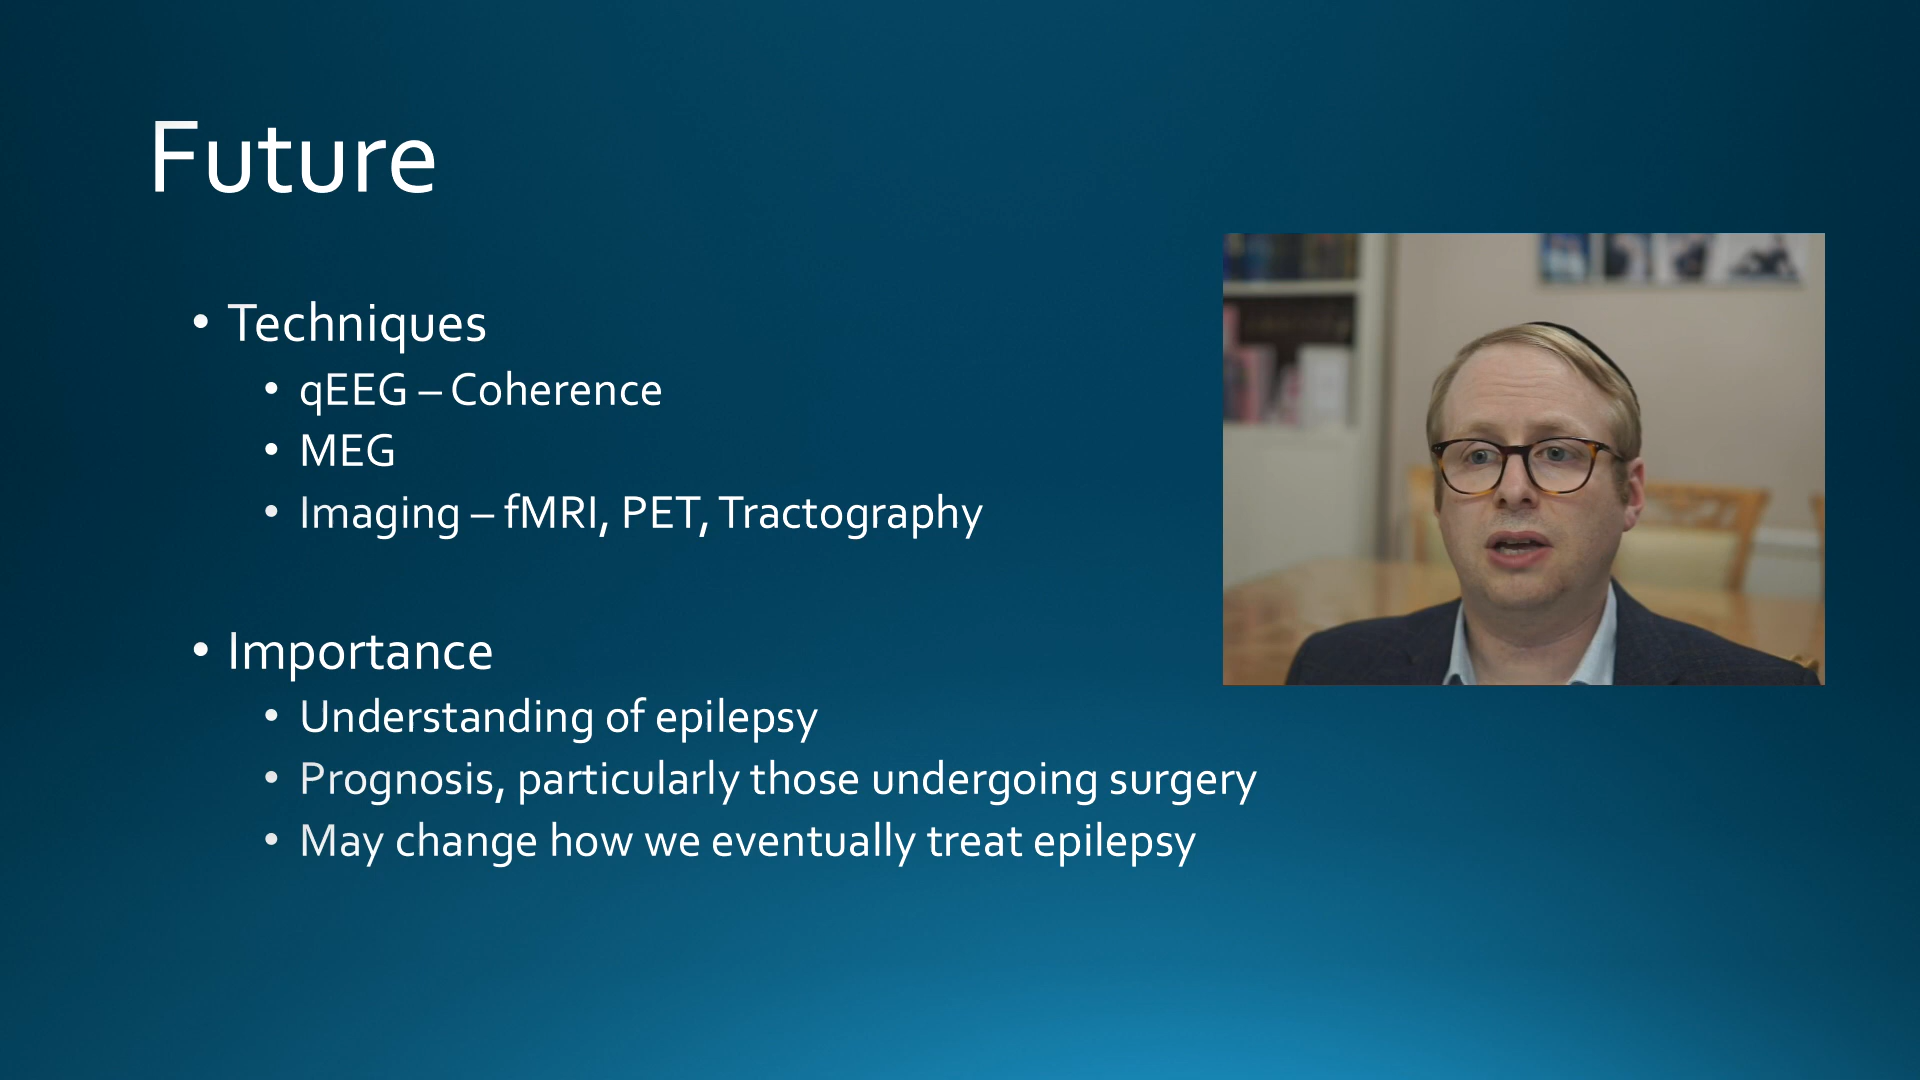 Future
• Techniques
• qEEG – Coherence
• MEG
• Imaging – fMRI, PET, Tractography
• Importance
• Understanding of epilepsy
• Prognosis, particularly those undergoing surgery
• May change how we eventually treat epilepsy